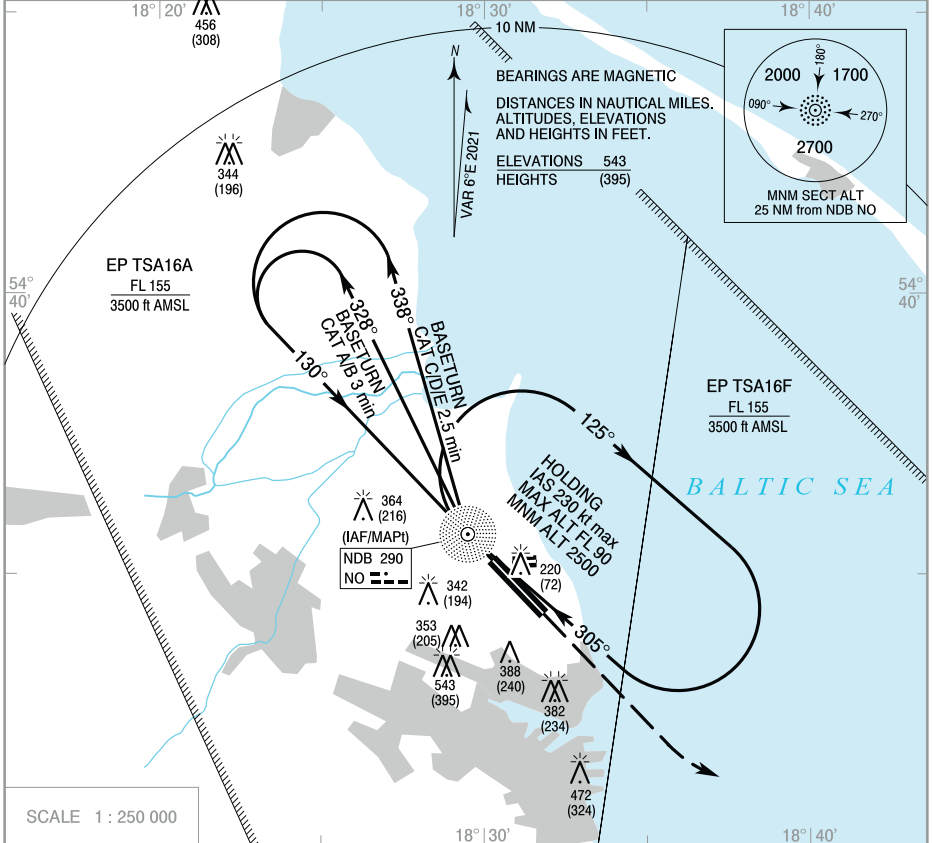 18° 20'
18° 30'
18° 40'
456
(308)
10 NM
N
VAR 6°E 2021
BEARINGS ARE MAGNETIC
DISTANCES IN NAUTICAL MILES.
ALTITUDES, ELEVATIONS
AND HEIGHTS IN FEET.
ELEVATIONS 543
HEIGHTS (395)
180°
2000 1700
090° 270°
2700
MNM SECT ALT
25 NM from NDB NO
344
(196)
EP TSA16A
FL 155
3500 ft AMSL
54°
40'
54°
40'
130°
328°
BASETURN
CAT A/B 3 min
338°
BASETURN
CAT C/D/E 2.5 min
125°
EP TSA16F
FL 155
3500 ft AMSL
BALTIC SEA
HOLDING
IAS 230 kt max
MAX ALT FL 90
MNM ALT 2500
364
(216)
(IAF/MAPt)
NDB 290
NO
220
(72)
342
(194)
305°
353
(205)
543
(395)
388
(240)
382
(234)
472
(324)
SCALE 1 : 250 000
18° 30'
18° 40'